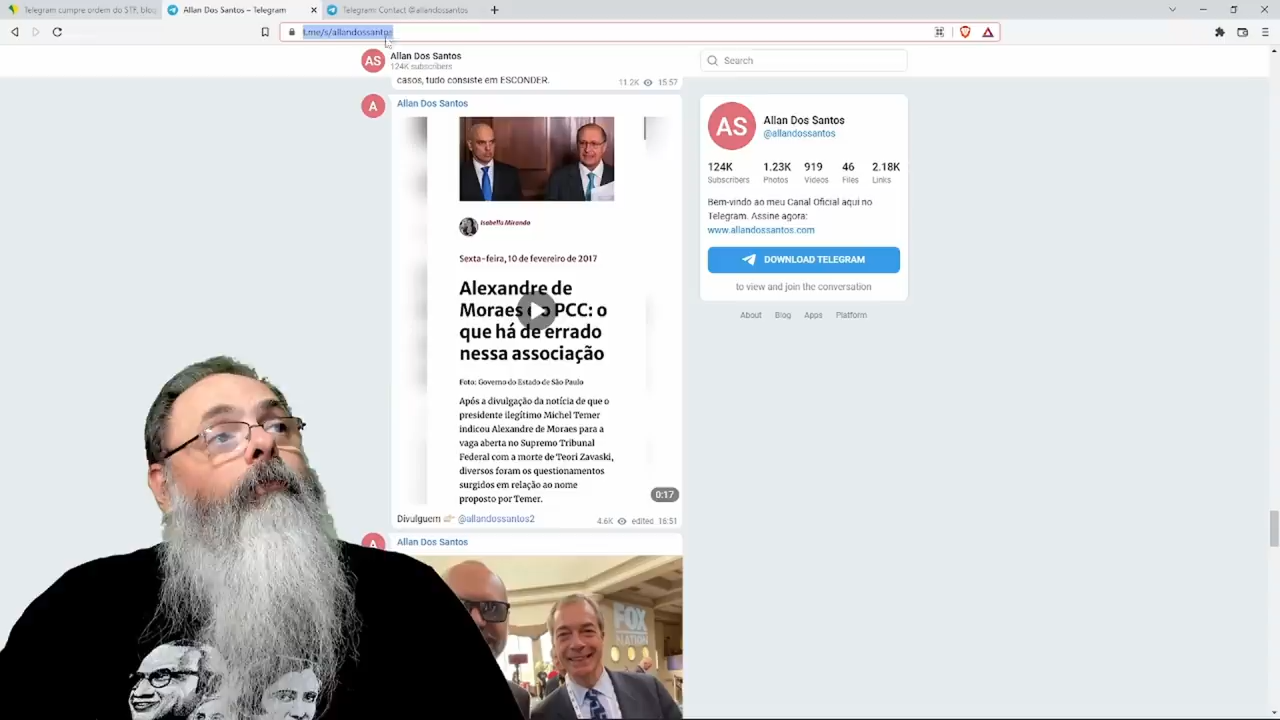 Telegram cumpre ordem do STF, bloq
Allan Dos Santos – Telegram
Telegram: Contact @allandossantos
t.me/s/allandossantos
AS
Allan Dos Santos
124K subscribers
Search
casos, tudo consiste em ESCONDER.
11.2K 15:57
A
Allan Dos Santos
Isabella Miranda
Sexta-feira, 10 de fevereiro de 2017
Alexandre de
Moraes do PCC: o
que há de errado
nessa associação
Foto: Governo do Estado de São Paulo
Após a divulgação da notícia de que o
presidente ilegítimo Michel Temer
indicou Alexandre de Moraes para a
vaga aberta no Supremo Tribunal
Federal com a morte de Teori Zavaski,
diversos foram os questionamentos
surgidos em relação ao nome
proposto por Temer.
0:17
Divulguem 👉🏻 @allandossantos2
4.6K edited 16:51
A
Allan Dos Santos
FOX
NATION
AS
Allan Dos Santos
@allandossantos
124K 1.23K 919 46 2.18K
Subscribers Photos Videos Files Links
Bem-vindo ao meu Canal Oficial aqui no
Telegram. Assine agora:
www.allandossantos.com
DOWNLOAD TELEGRAM
to view and join the conversation
About Blog Apps Platform